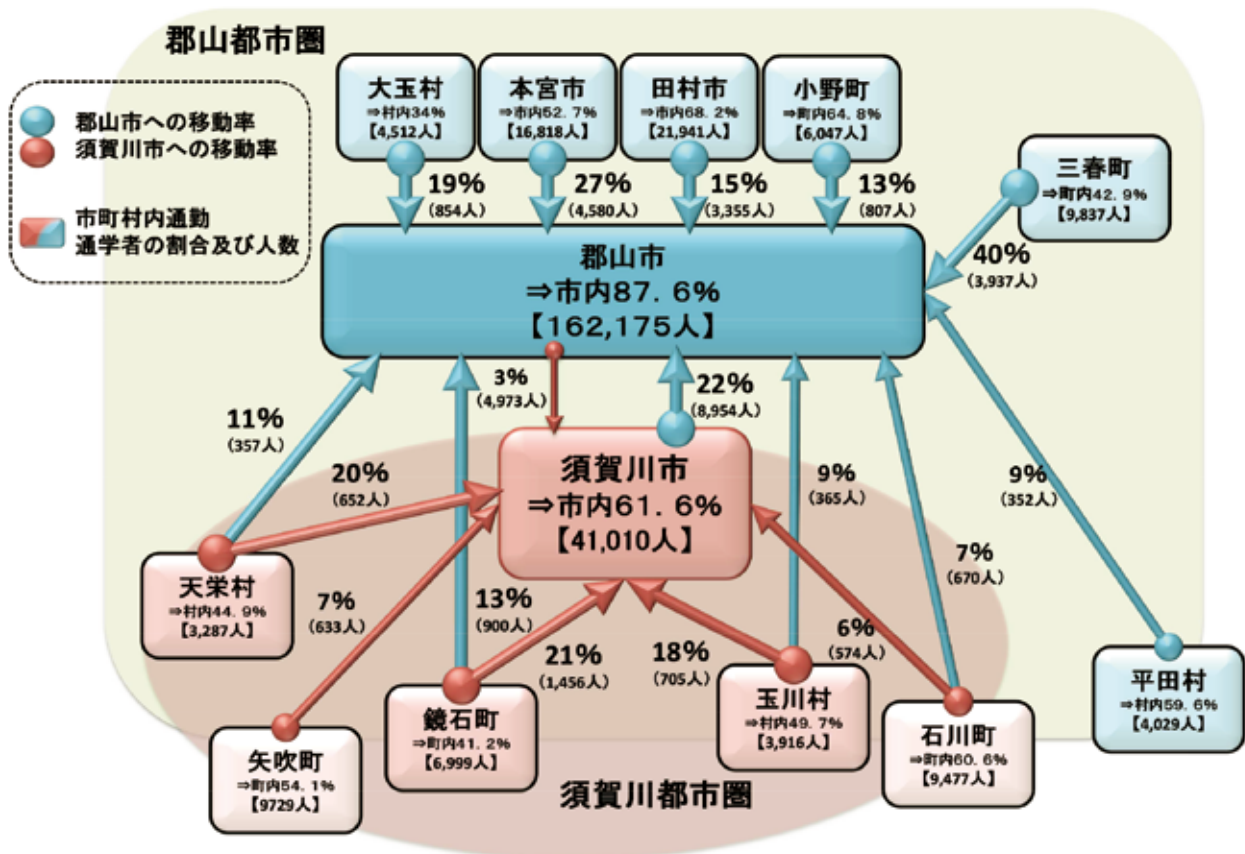 郡山都市圏
郡山市への移動率
須賀川市への移動率
市町村内通勤
通学者の割合及び人数
大玉村
⇒村内34%
【4,512人】
本宮市
⇒市内52.7%
【16,818人】
田村市
⇒市内68.2%
【21,941人】
小野町
⇒町内64.8%
【6,047人】
三春町
⇒町内42.9%
【9,837人】
19%
(854人)
27%
(4,580人)
15%
(3,355人)
13%
(807人)
40%
(3,937人)
郡山市
⇒市内87.6%
【162,175人】
3%
(4,973人)
22%
(8,954人)
11%
(357人)
20%
(652人)
須賀川市
⇒市内61.6%
【41,010人】
9%
(365人)
9%
(352人)
7%
(670人)
天栄村
⇒村内44.9%
【3,287人】
7%
(633人)
13%
(900人)
21%
(1,456人)
18%
(705人)
6%
(574人)
矢吹町
⇒町内54.1%
【9729人】
鏡石町
⇒町内41.2%
【6,999人】
玉川村
⇒村内49.7%
【3,916人】
石川町
⇒町内60.6%
【9,477人】
平田村
⇒村内59.6%
【4,029人】
須賀川都市圏